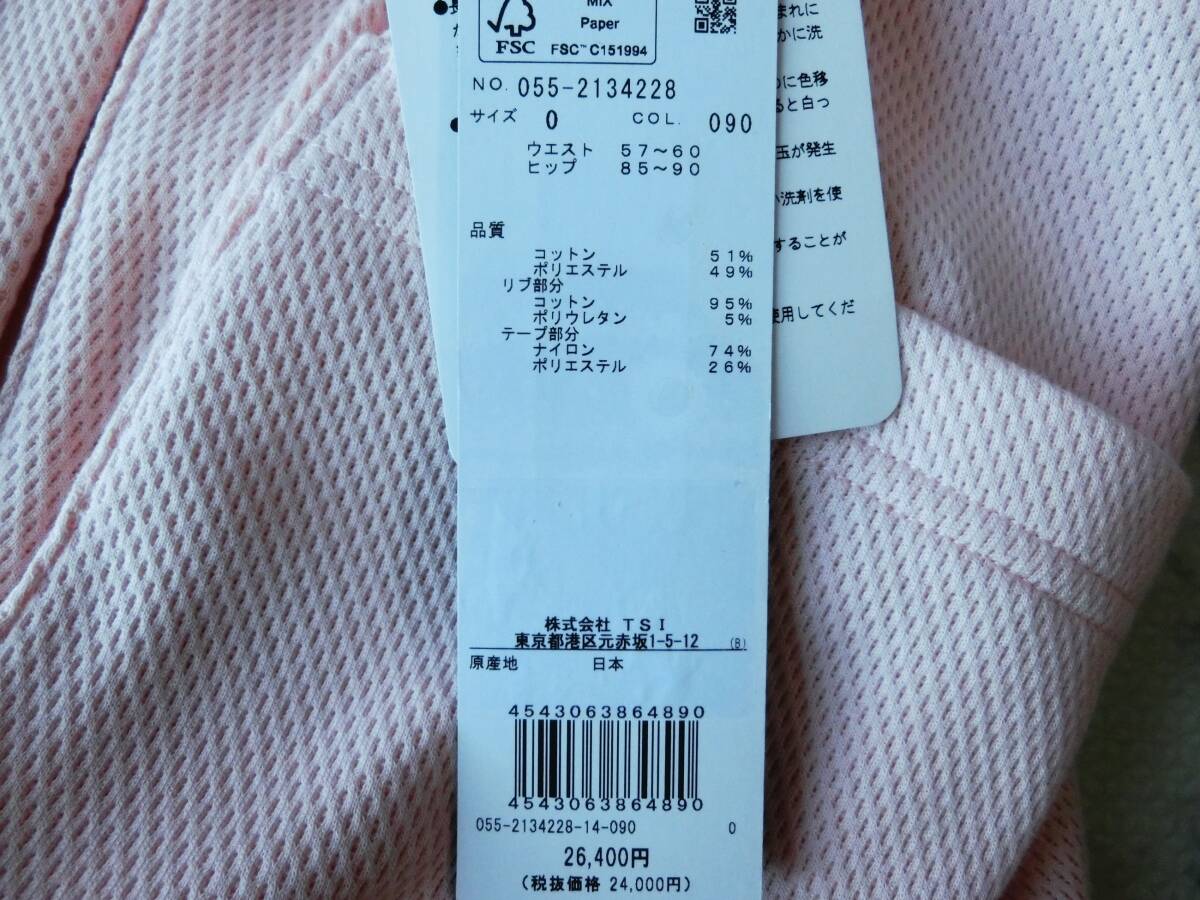 MIX
Paper
FSC
FSC™ C151994
NO. 055-2134228
サイズ 0 COL. 090
ウエスト 57～60
ヒップ 85～90
品質
コットン 51%
ポリエステル 49%
リブ部分
コットン 95%
ポリウレタン 5%
テープ部分
ナイロン 74%
ポリエステル 26%
株式会社 TSI
東京都港区元赤坂1-5-12 (B)
原産地 日本
4543063864890
4543063864890
055-2134228-14-090 0
26,400円
(税抜価格 24,000円)
まれに
かに洗
に色移
ると白っ
玉が発生
洗剤を使
することが
使用してくだ